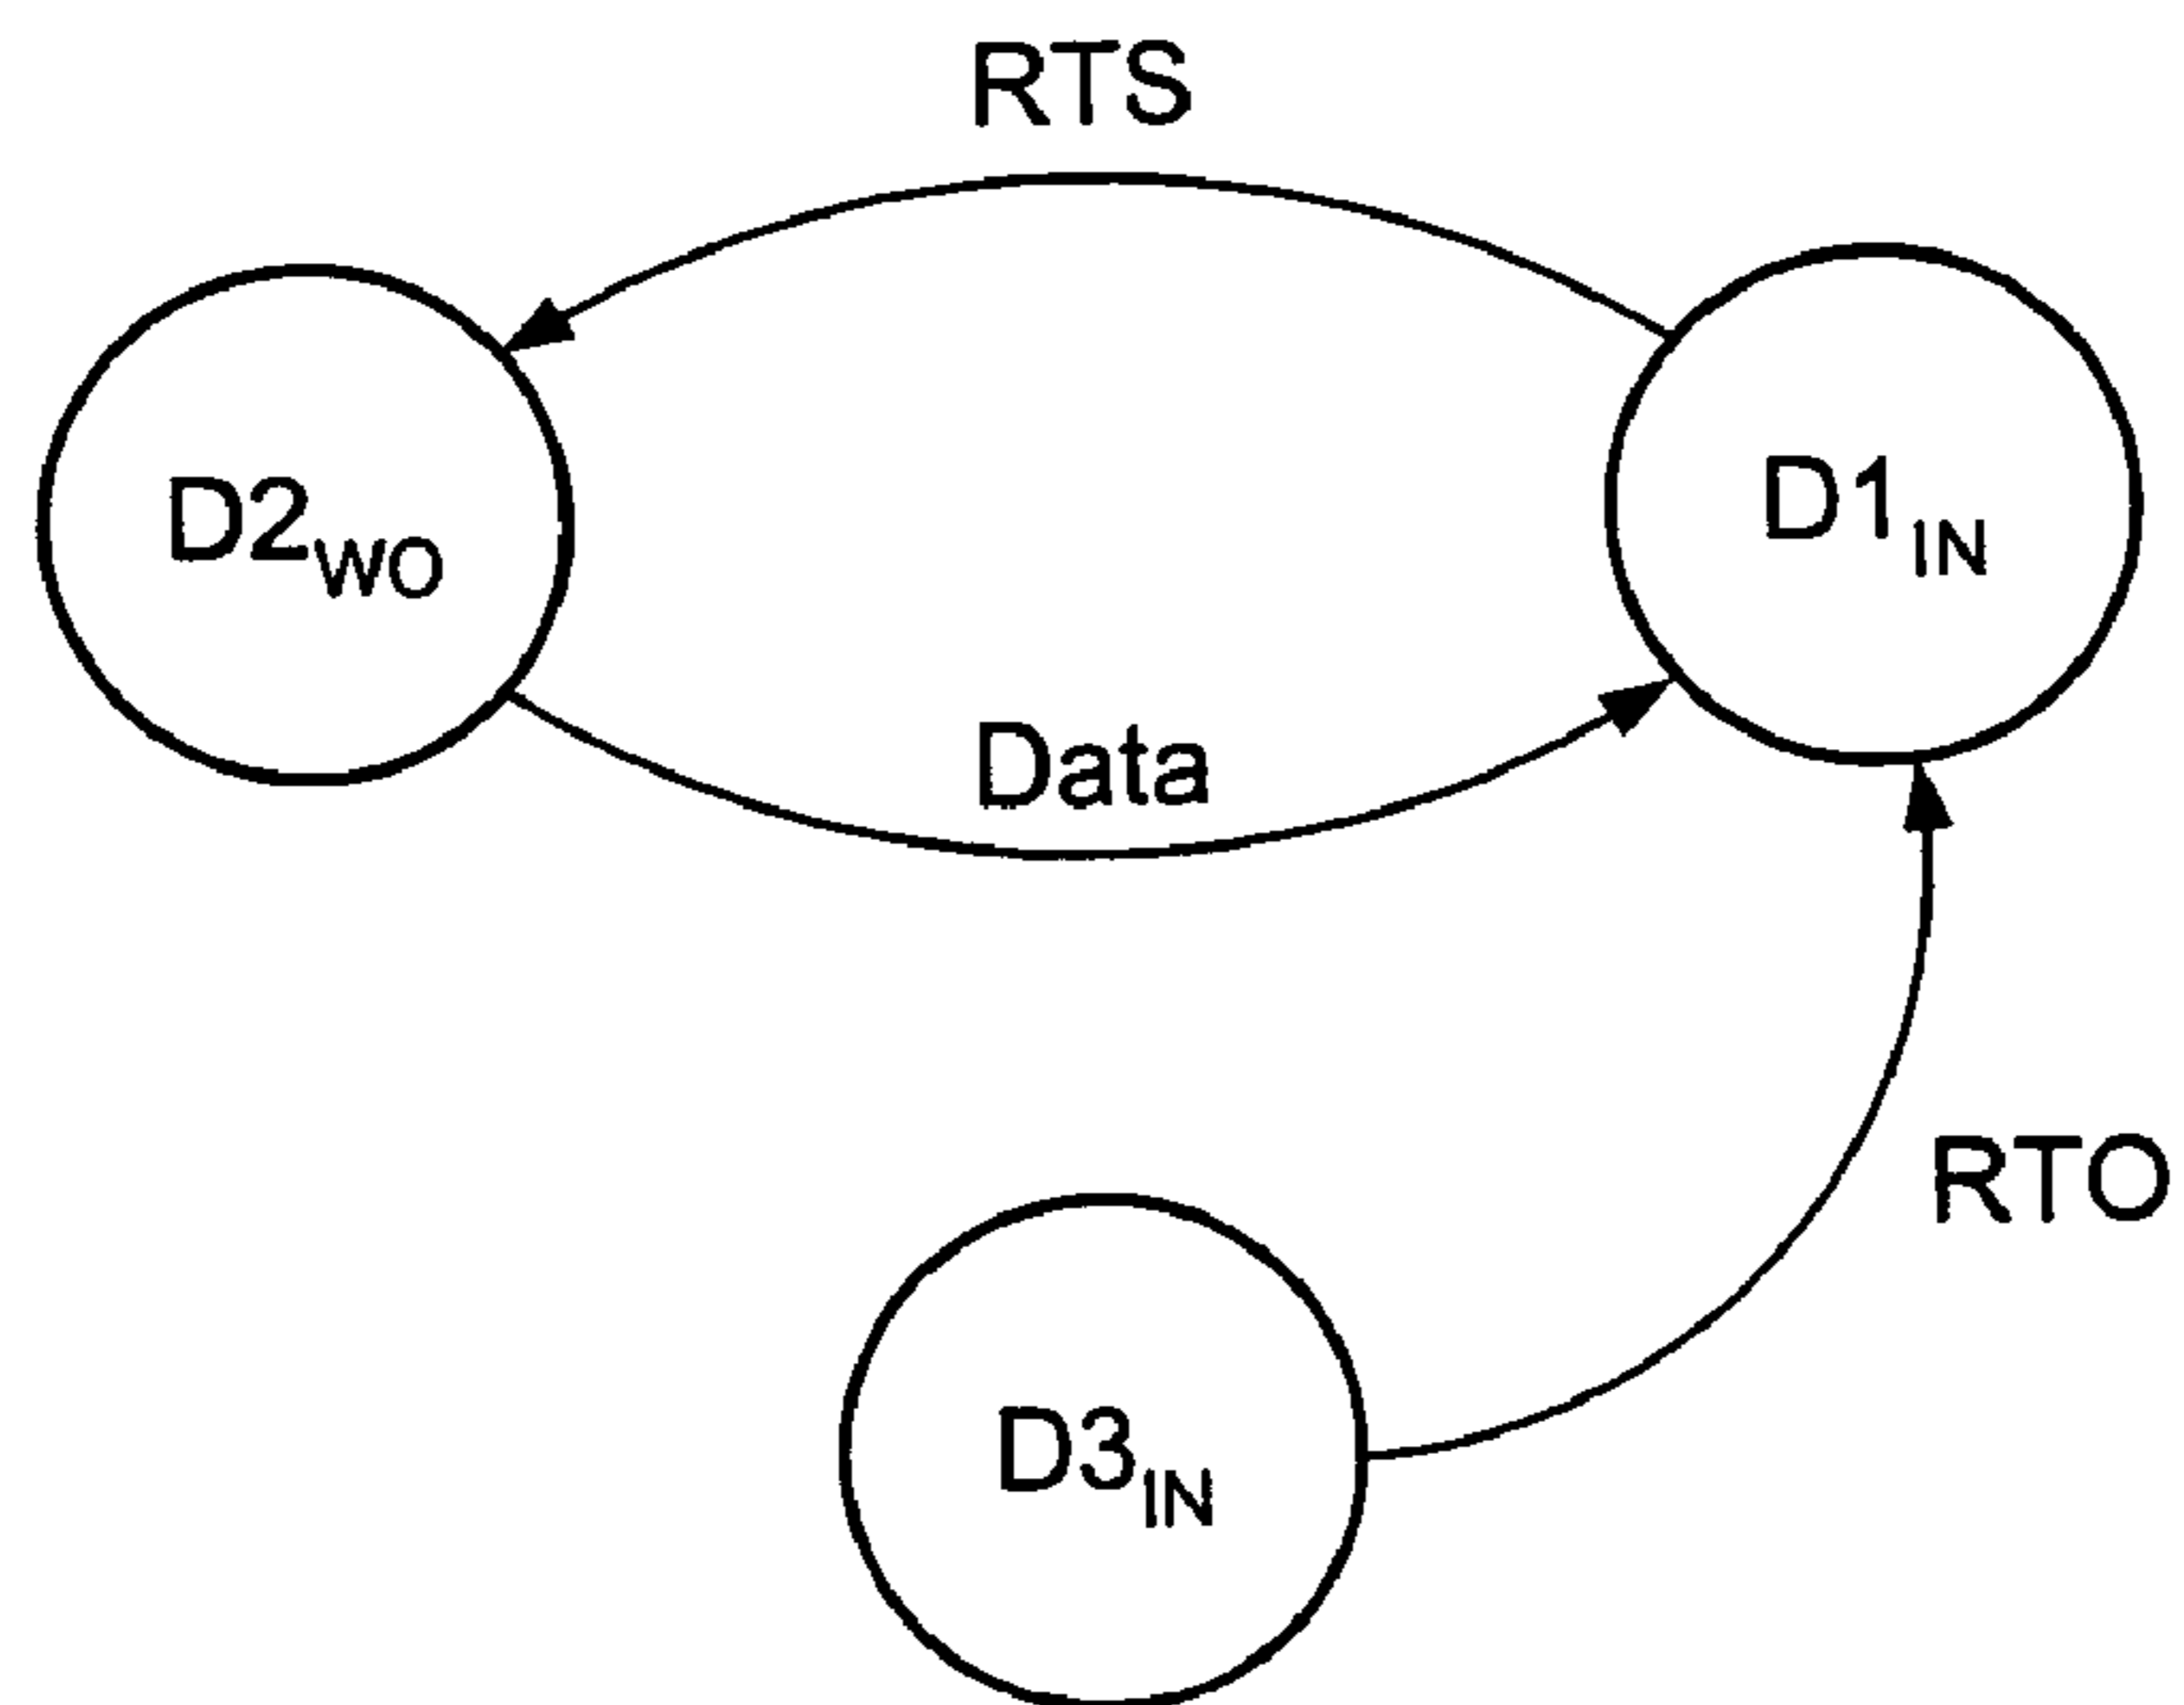 RTS
D2WO
D1IN
Data
RTO
D3IN